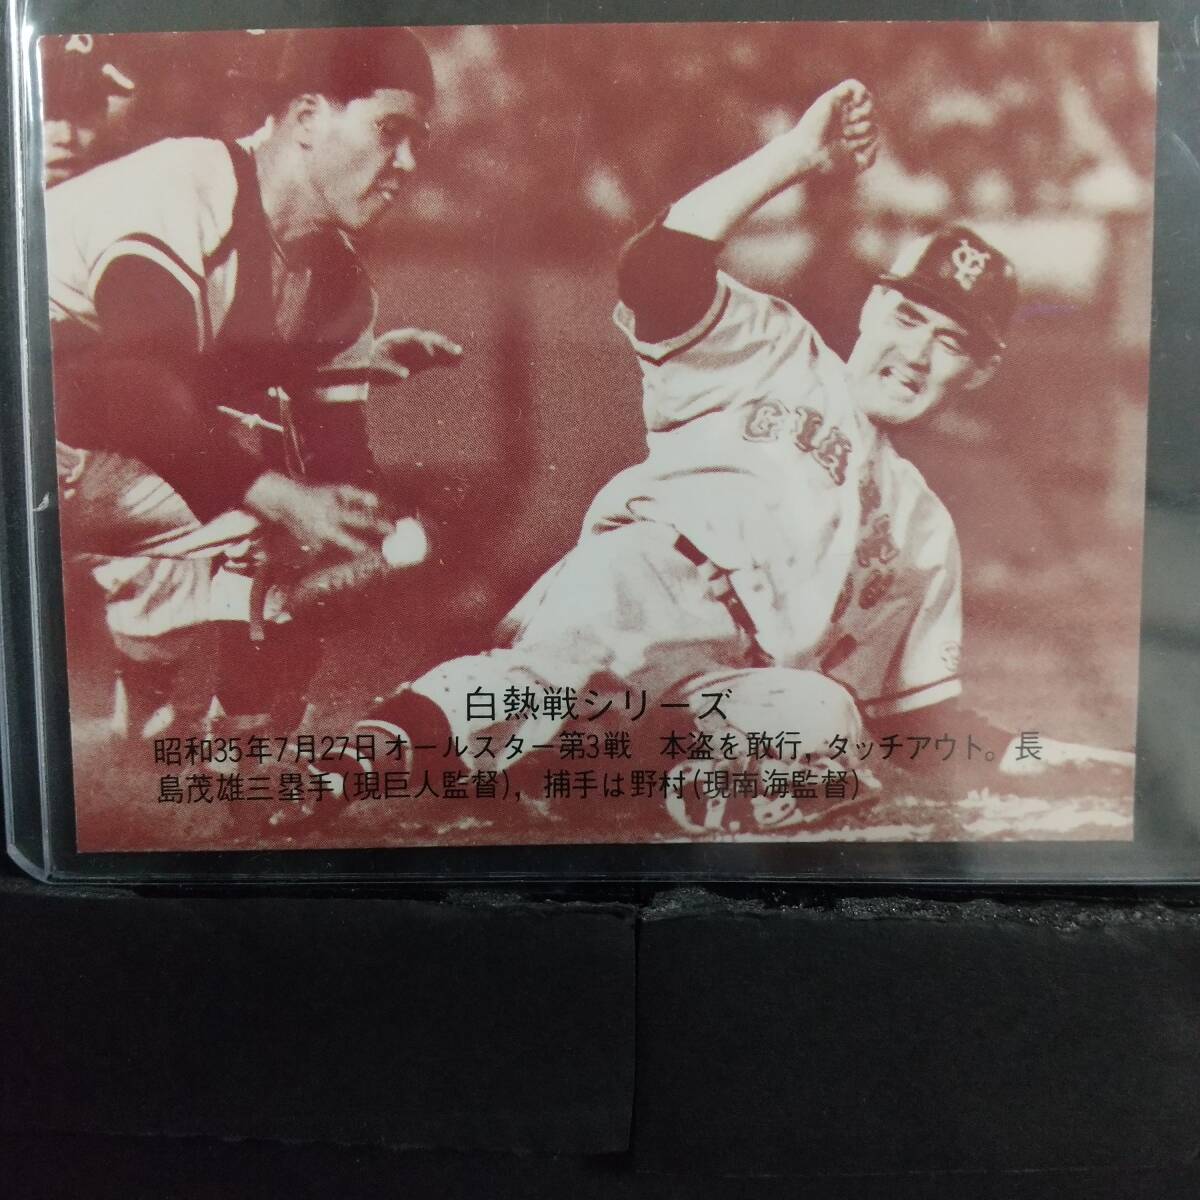 YG
GIA
白熱戦シリーズ
昭和35年7月27日オールスター第3戦　本盗を敢行，タッチアウト。長
島茂雄三塁手(現巨人監督)，捕手は野村(現南海監督)